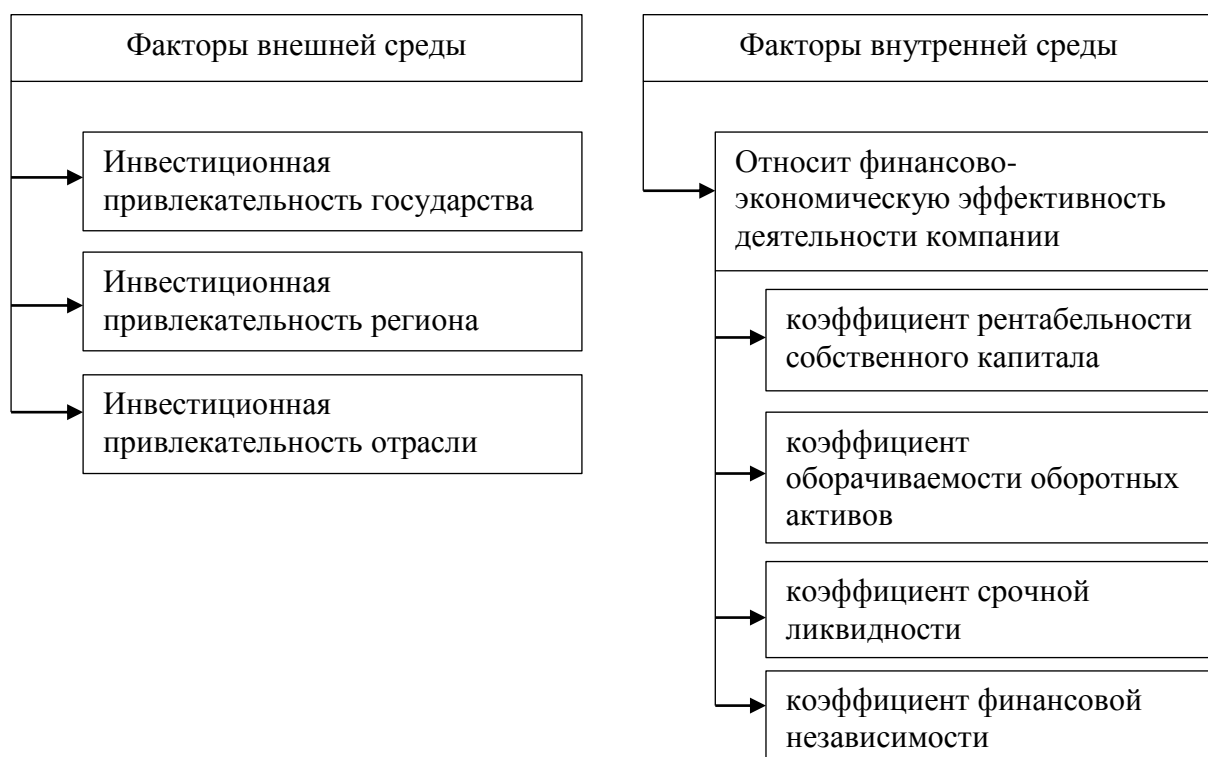 Факторы внешней среды
Инвестиционная
привлекательность государства
Инвестиционная
привлекательность региона
Инвестиционная
привлекательность отрасли
Факторы внутренней среды
Относит финансово-
экономическую эффективность
деятельности компании
коэффициент рентабельности
собственного капитала
коэффициент
оборачиваемости оборотных
активов
коэффициент срочной
ликвидности
коэффициент финансовой
независимости